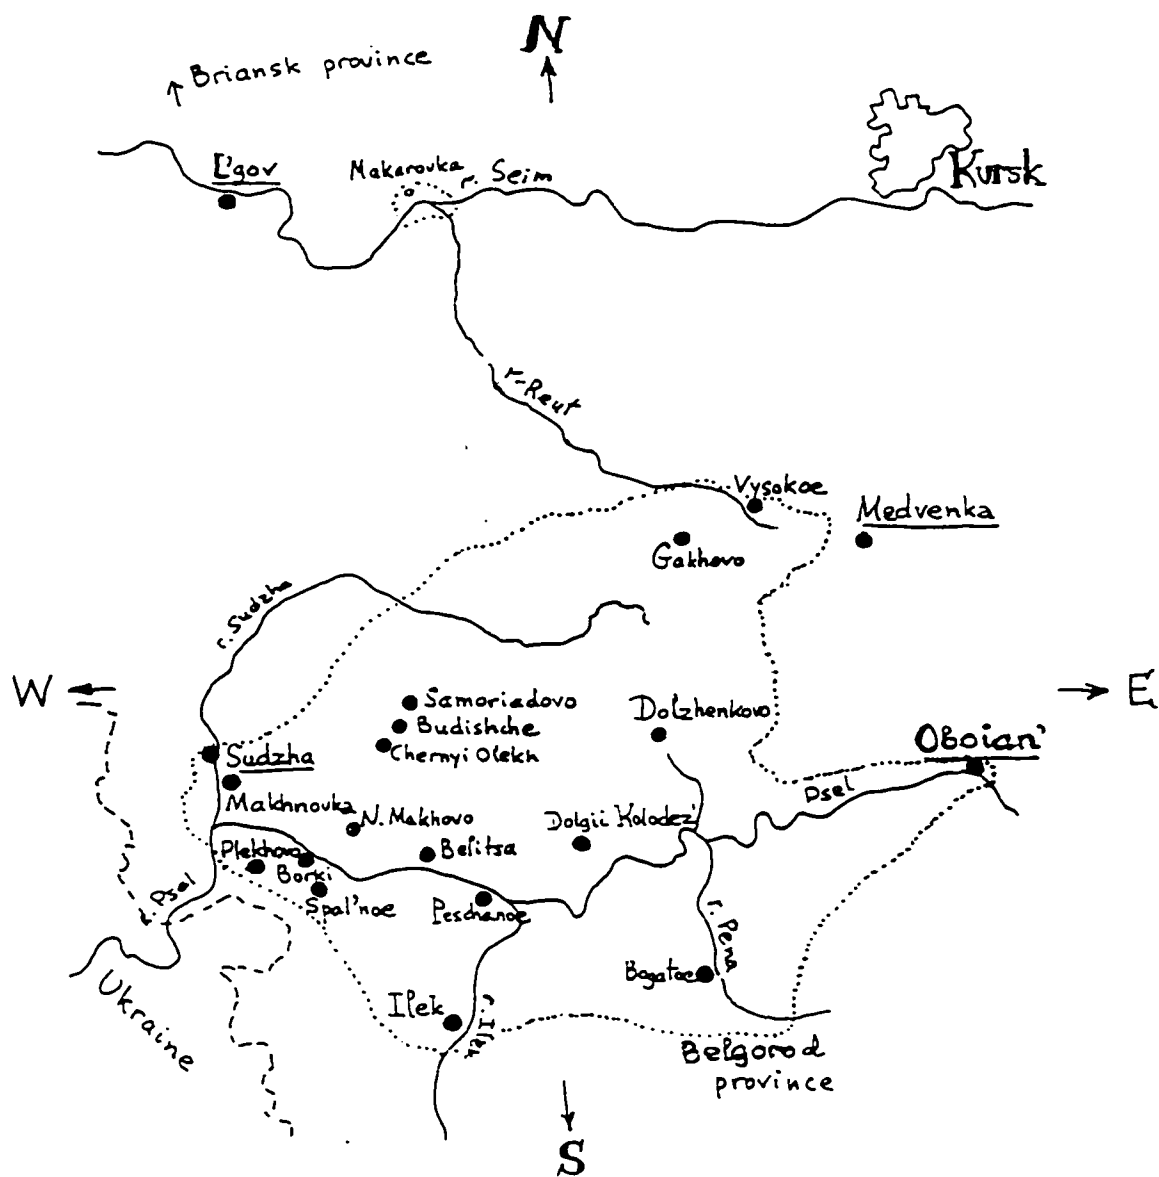 N
Briansk province
L'gov
Makarovka
r. Seim
Kursk
r. Reut
Vysokoe
Medvenka
Gakhovo
r. Sudzha
W
E
Samoriadovo
Budishche
Chernyi Olekh
Dolzhenkovo
Oboian'
Sudzha
Makhnovka
N. Makhovo
Dolgii Kolodez'
Psel
Plekhovo
Borki
Belitsa
r. Psel
Spal'noe
Peschanoe
r. Pena
Bogatoe
Ukraine
Ilek
r. Ilek
Belgorod
province
S